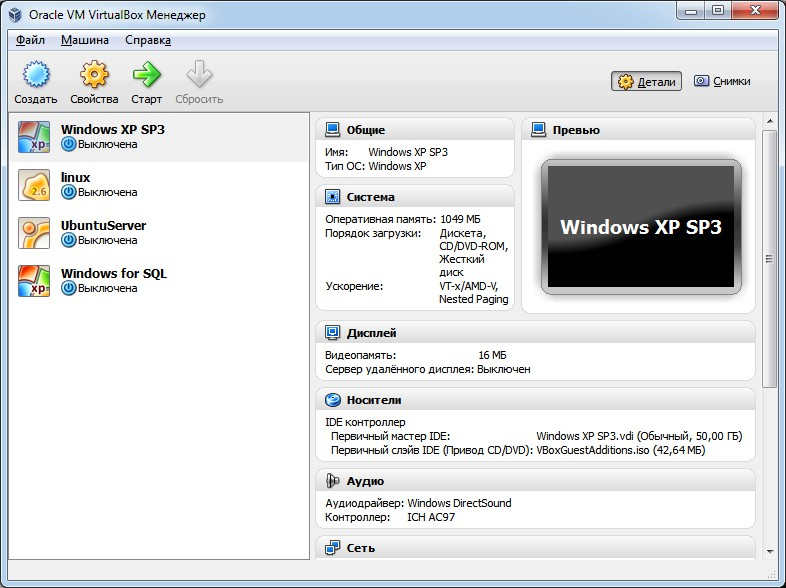 Oracle VM VirtualBox Менеджер
Файл Машина Справка
Создать Свойства Старт Сбросить
Детали Снимки
Windows XP SP3
Выключена
linux
Выключена
UbuntuServer
Выключена
Windows for SQL
Выключена
Общие
Имя: Windows XP SP3
Тип ОС: Windows XP
Система
Оперативная память: 1049 МБ
Порядок загрузки: Дискета,
CD/DVD-ROM,
Жесткий
диск
Ускорение: VT-x/AMD-V,
Nested Paging
Превью
Windows XP SP3
Дисплей
Видеопамять: 16 МБ
Сервер удалённого дисплея: Выключен
Носители
IDE контроллер
Первичный мастер IDE: Windows XP SP3.vdi (Обычный, 50,00 ГБ)
Первичный слэйв IDE (Привод CD/DVD): VBoxGuestAdditions.iso (42,64 МБ)
Аудио
Аудиодрайвер: Windows DirectSound
Контроллер: ICH AC97
Сеть